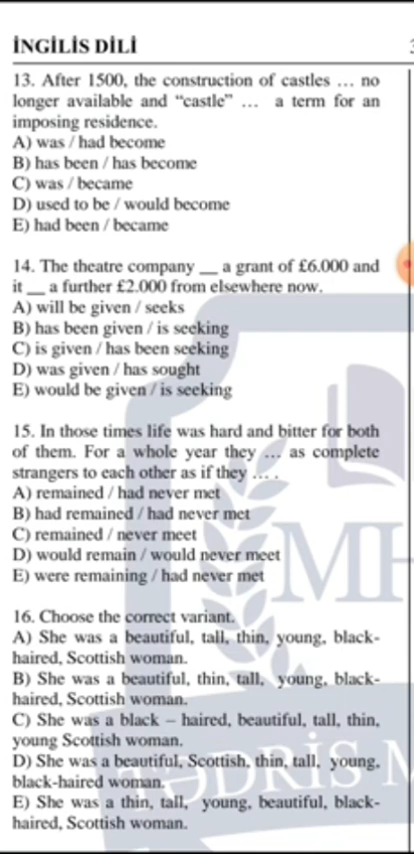 İNGİLİS DİLİ
13. After 1500, the construction of castles … no
longer available and “castle” … a term for an
imposing residence.
A) was / had become
B) has been / has become
C) was / became
D) used to be / would become
E) had been / became
14. The theatre company __ a grant of £6.000 and
it __ a further £2.000 from elsewhere now.
A) will be given / seeks
B) has been given / is seeking
C) is given / has been seeking
D) was given / has sought
E) would be given / is seeking
15. In those times life was hard and bitter for both
of them. For a whole year they … as complete
strangers to each other as if they … .
A) remained / had never met
B) had remained / had never met
C) remained / never meet
D) would remain / would never meet
E) were remaining / had never met
16. Choose the correct variant.
A) She was a beautiful, tall, thin, young, black-
haired, Scottish woman.
B) She was a beautiful, thin, tall, young, black-
haired, Scottish woman.
C) She was a black – haired, beautiful, tall, thin,
young Scottish woman.
D) She was a beautiful, Scottish, thin, tall, young,
black-haired woman.
E) She was a thin, tall, young, beautiful, black-
haired, Scottish woman.